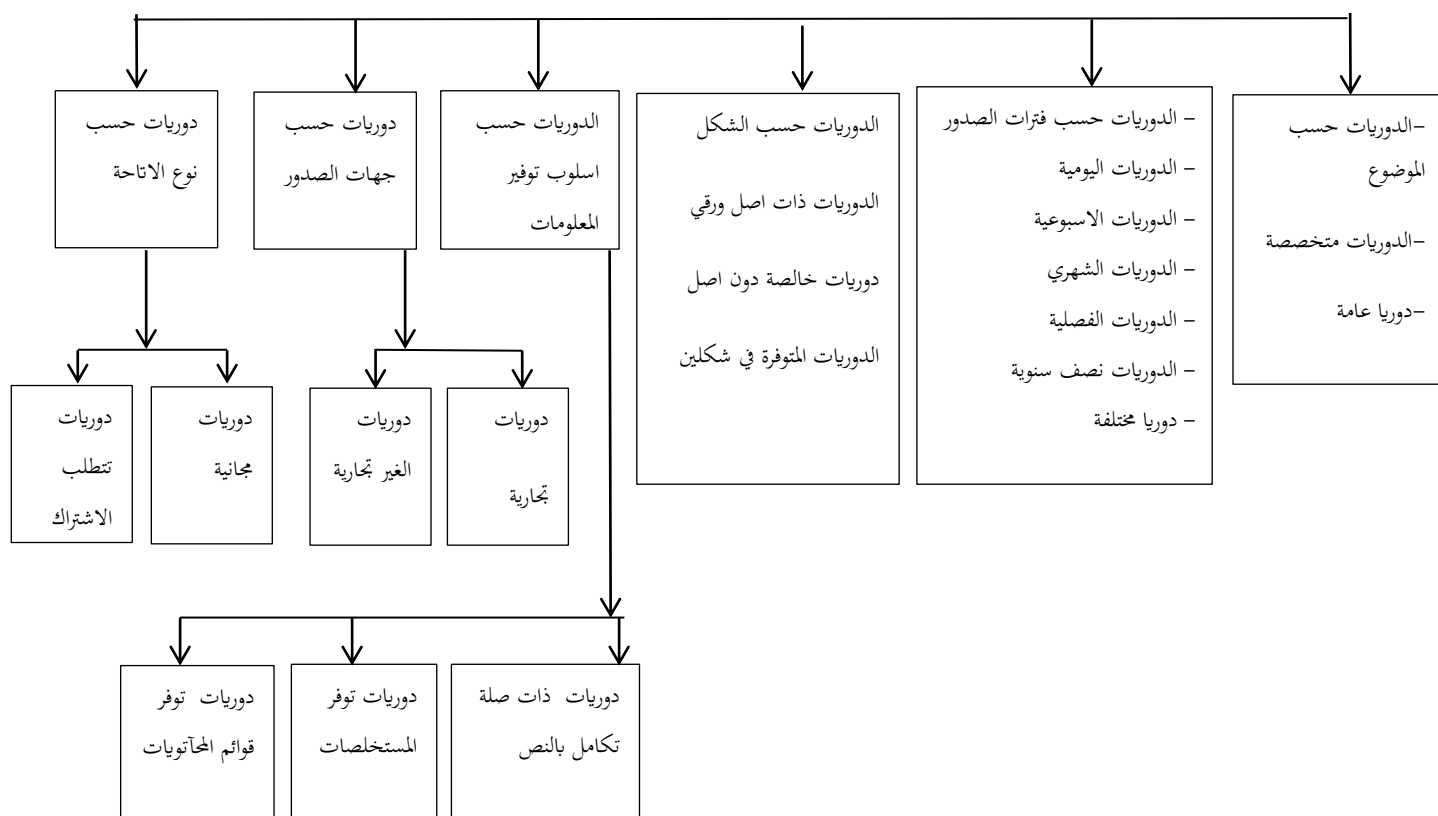 –الدوريات حسب
الموضوع
–الدوريات متخصصة
–دوريا عامة
– الدوريات حسب فترات الصدور
– الدوريات اليومية
– الدوريات الاسبوعية
– الدوريات الشهري
– الدوريات الفصلية
– الدوريات نصف سنوية
– دوريا مختلفة
الدوريات حسب الشكل
الدوريات ذات اصل ورقي
دوريات خالصة دون اصل
الدوريات المتوفرة في شكلين
الدوريات حسب
اسلوب توفير
المعلومات
دوريات حسب
جهات الصدور
دوريات حسب
نوع الاتاحة
دوريات
تجارية
دوريات
الغير تجارية
دوريات
مجانية
دوريات
تتطلب
الاشتراك
دوريات ذات صلة
تكامل بالنص
دوريات توفر
المستخلصات
دوريات توفر
قوائم المحآتويات